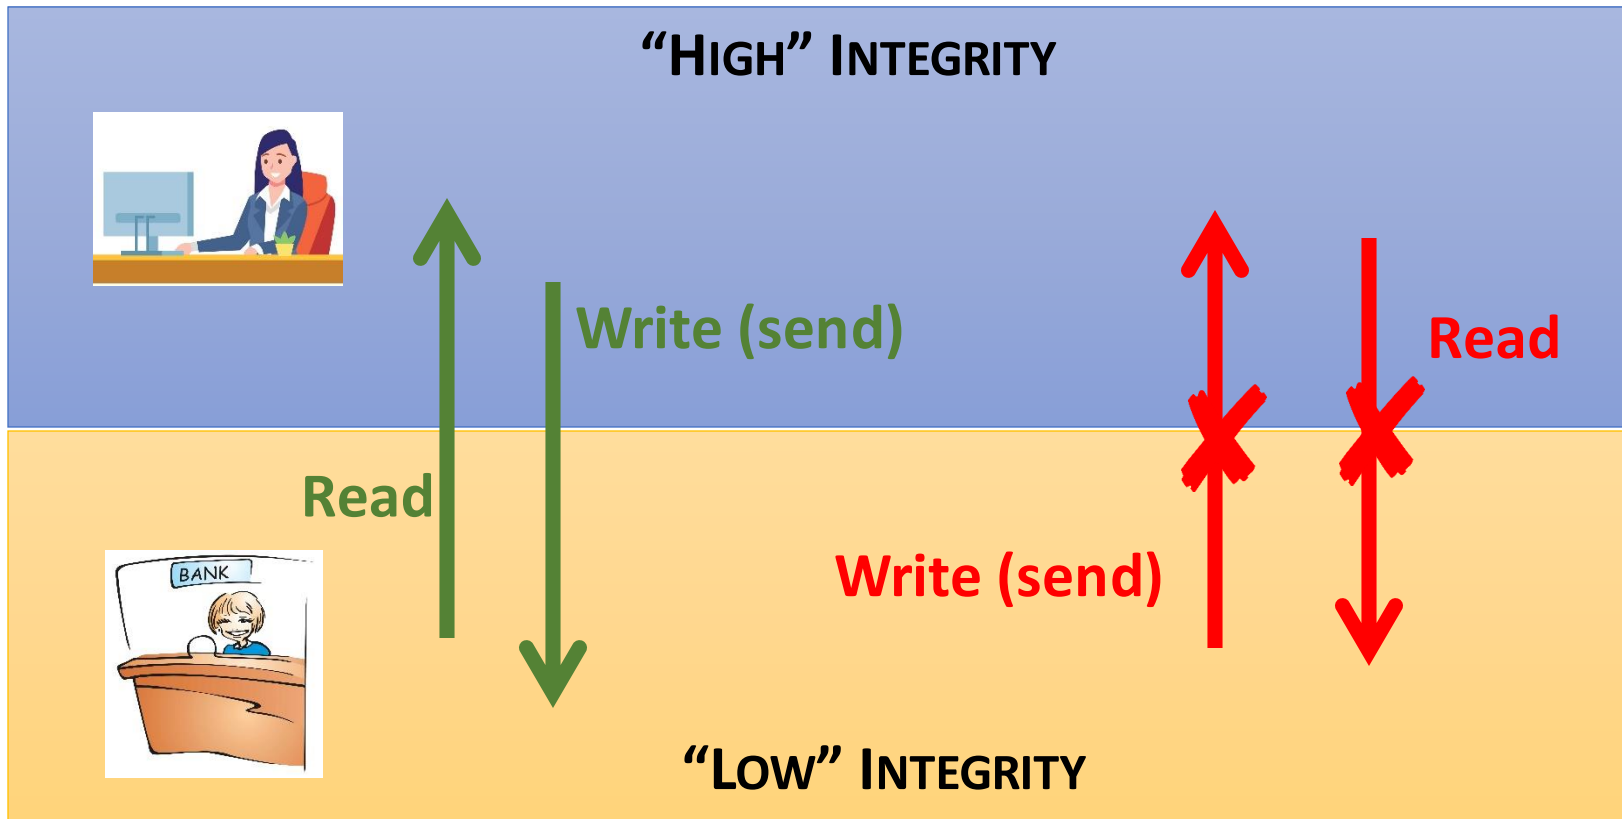 “HIGH” INTEGRITY
Write (send)
Read
Read
BANK
Write (send)
“LOW” INTEGRITY